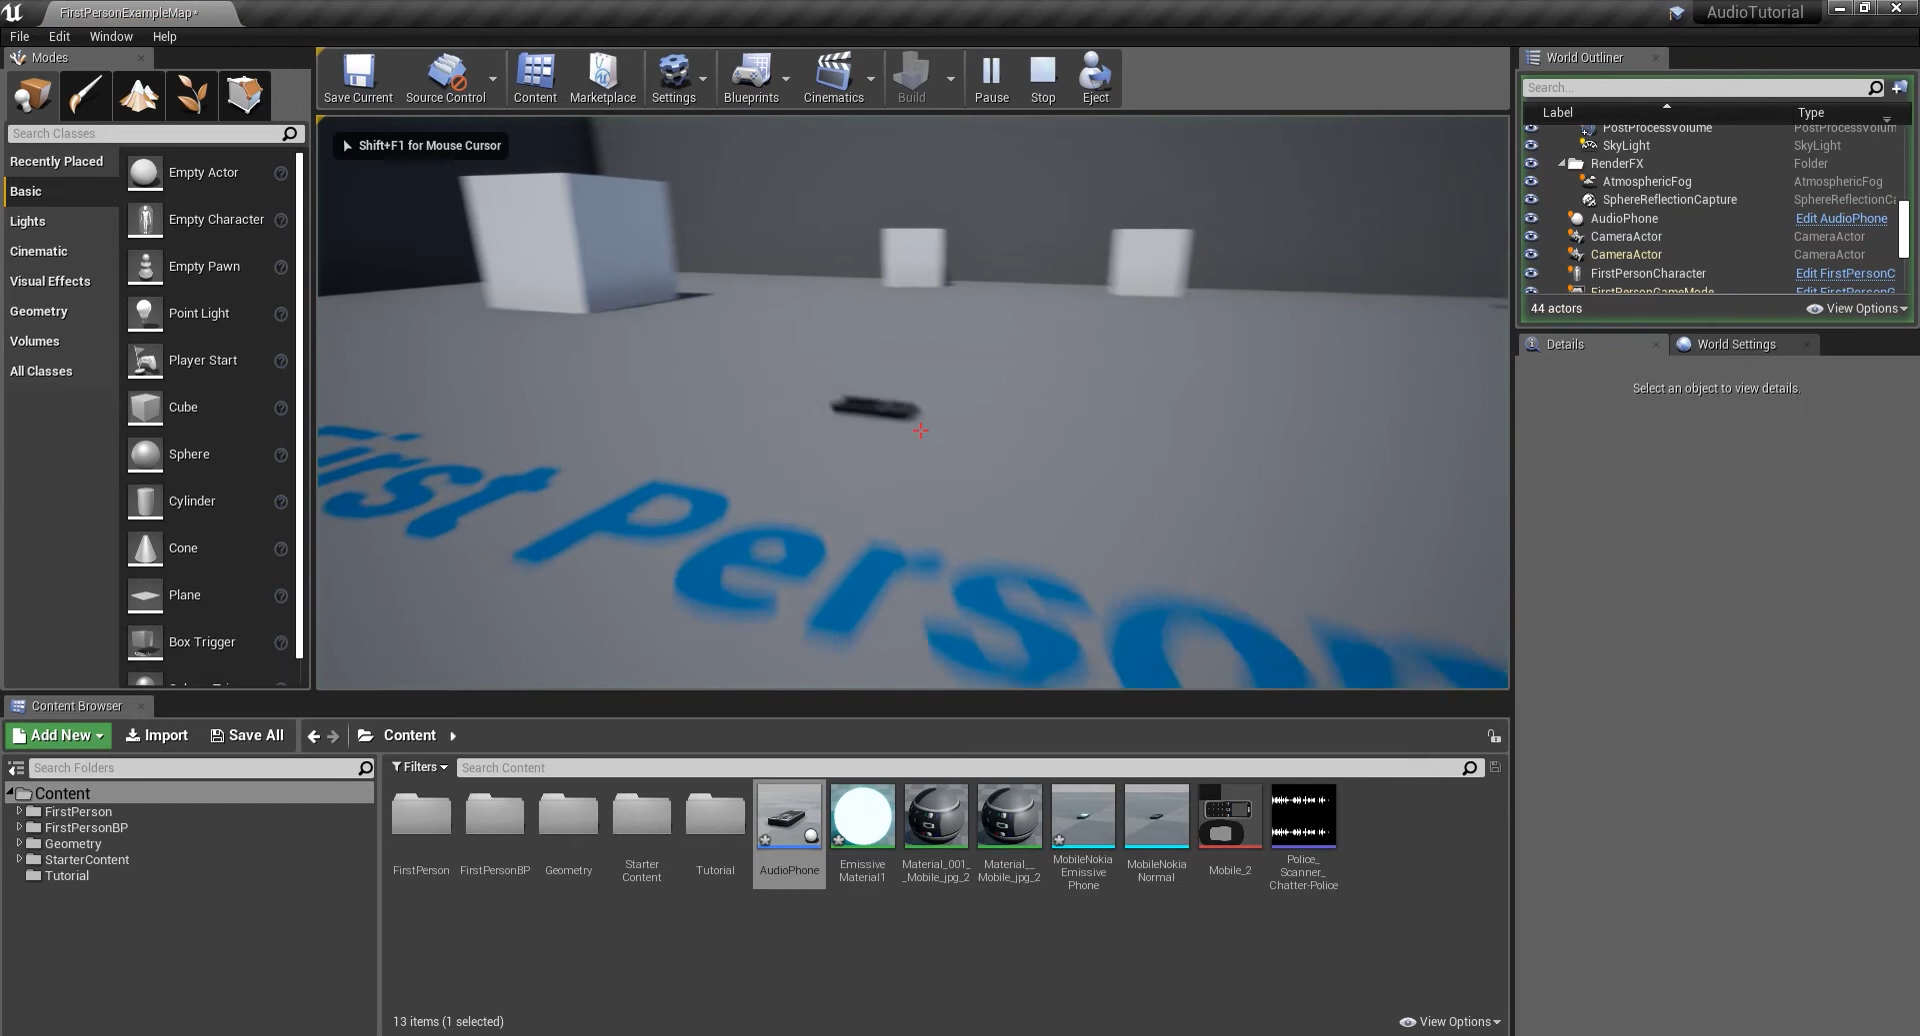 FirstPersonExampleMap*
AudioTutorial
File Edit Window Help
Modes
Save Current
Source Control
Content
Marketplace
Settings
Blueprints
Cinematics
Build
Pause
Stop
Eject
Search Classes
Recently Placed
Basic
Lights
Cinematic
Visual Effects
Geometry
Volumes
All Classes
Empty Actor
Empty Character
Empty Pawn
Point Light
Player Start
Cube
Sphere
Cylinder
Cone
Plane
Box Trigger
Shift+F1 for Mouse Cursor
First Person
World Outliner
Search...
Label Type
PostProcessVolume PostProcessVolum
SkyLight SkyLight
RenderFX Folder
AtmosphericFog AtmosphericFog
SphereReflectionCapture SphereReflectionCa
AudioPhone Edit AudioPhone
CameraActor CameraActor
CameraActor CameraActor
FirstPersonCharacter Edit FirstPersonC
FirstPersonGameMode Edit FirstPersonG
44 actors View Options
Details
World Settings
Select an object to view details.
Content Browser
Add New Import Save All Content
Search Folders
Content
FirstPerson
FirstPersonBP
Geometry
StarterContent
Tutorial
Filters Search Content
FirstPerson
FirstPersonBP
Geometry
Starter
Content
Tutorial
AudioPhone
Emissive
Material1
Material_001_
_Mobile_jpg_2
Material__
Mobile_jpg_2
MobileNokia
Emissive
Phone
MobileNokia
Normal
Mobile_2
Police_
Scanner_
Chatter-Police
13 items (1 selected) View Options